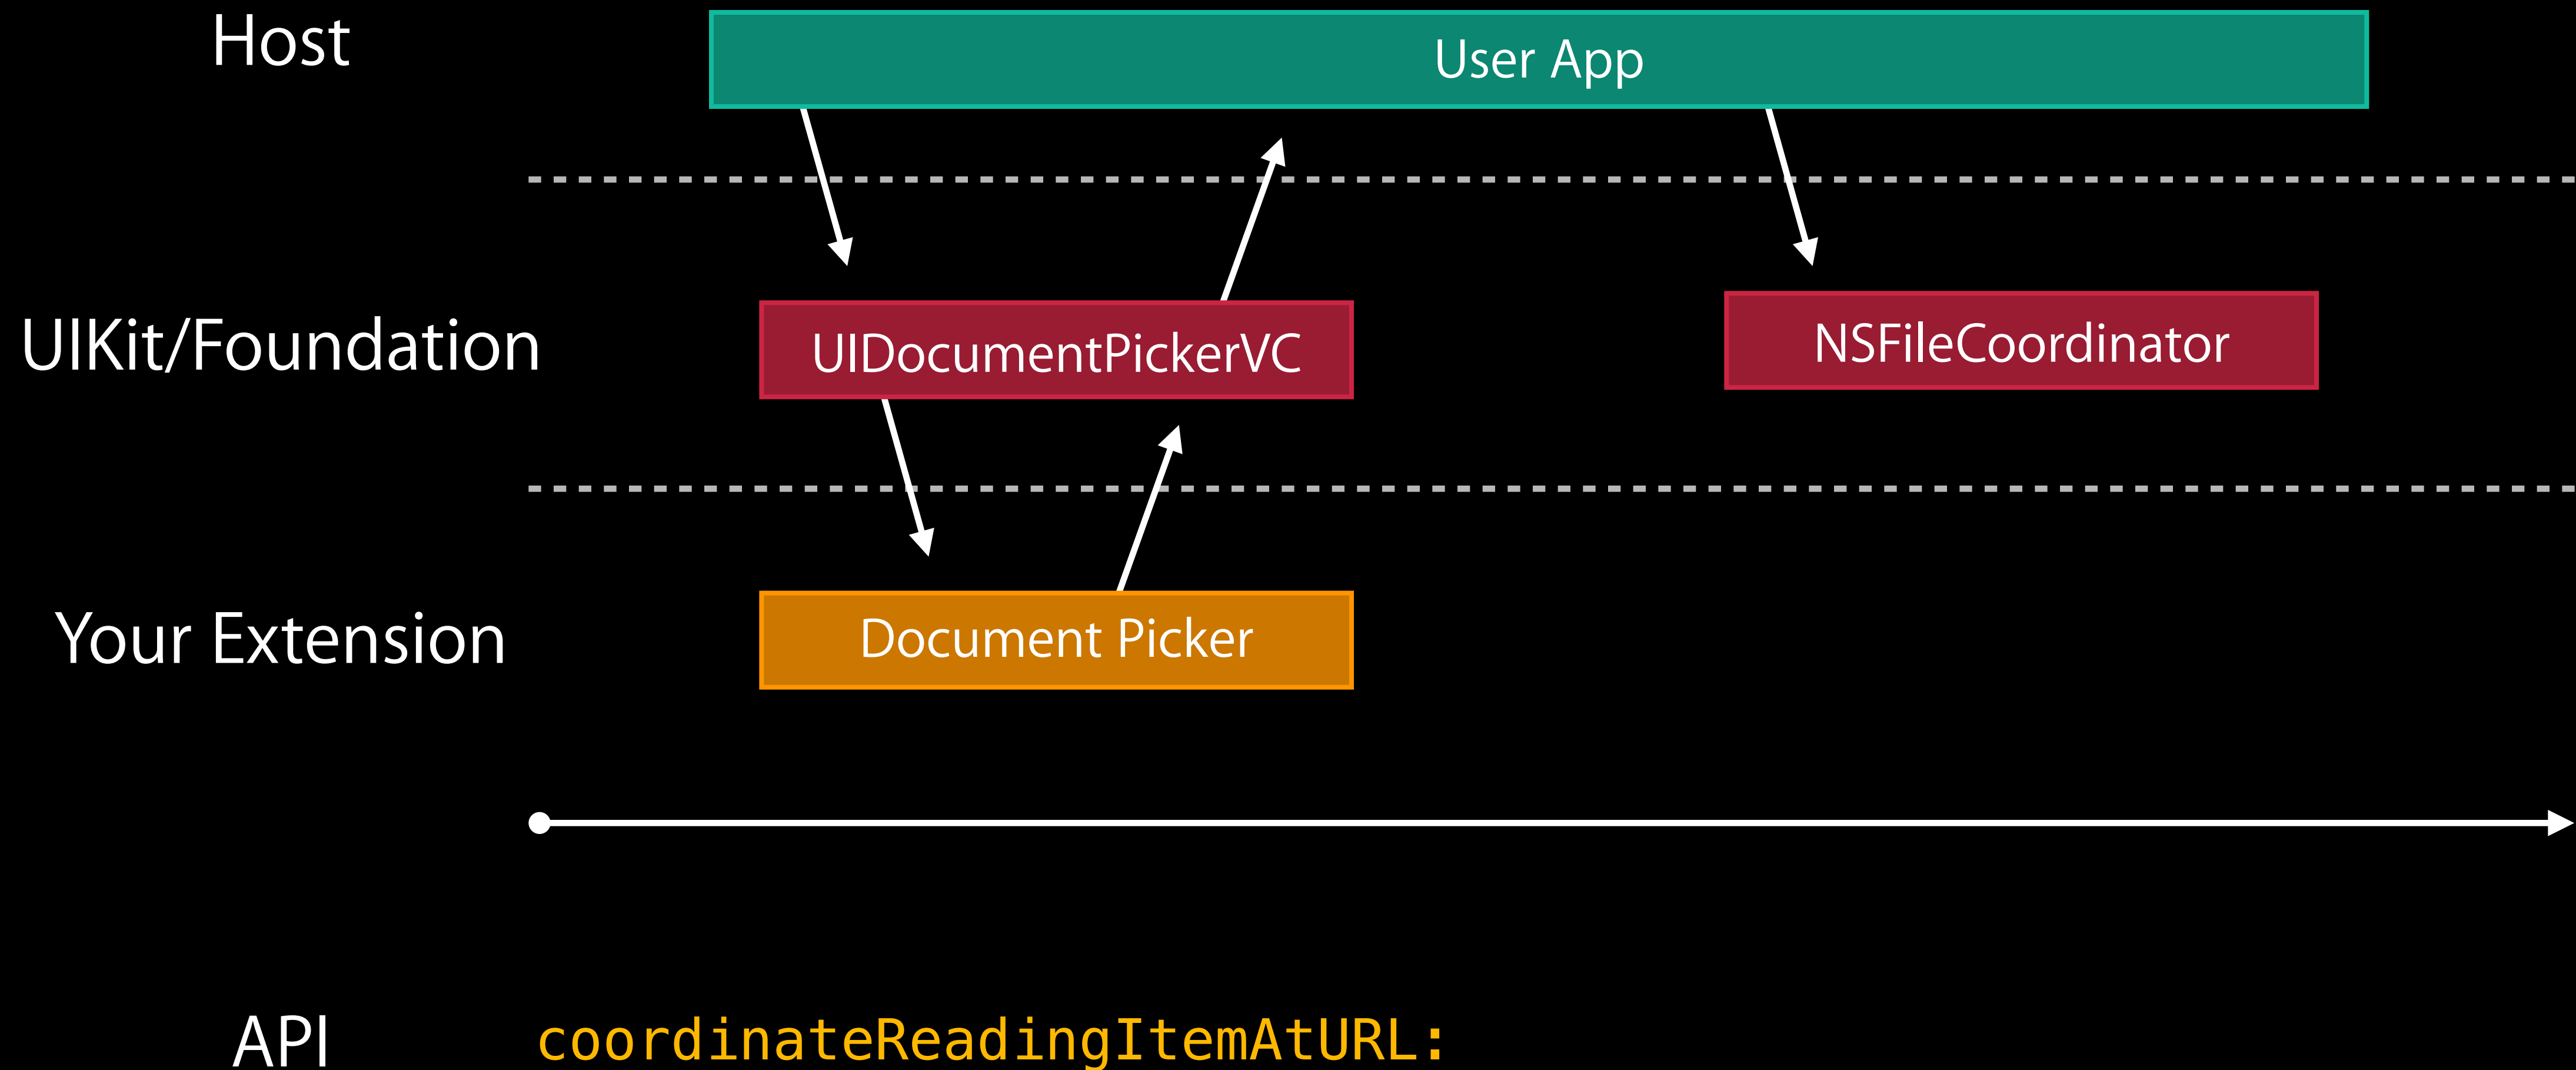 Host
User App
UIKit/Foundation
UIDocumentPickerVC
NSFileCoordinator
Your Extension
Document Picker
API
coordinateReadingItemAtURL: